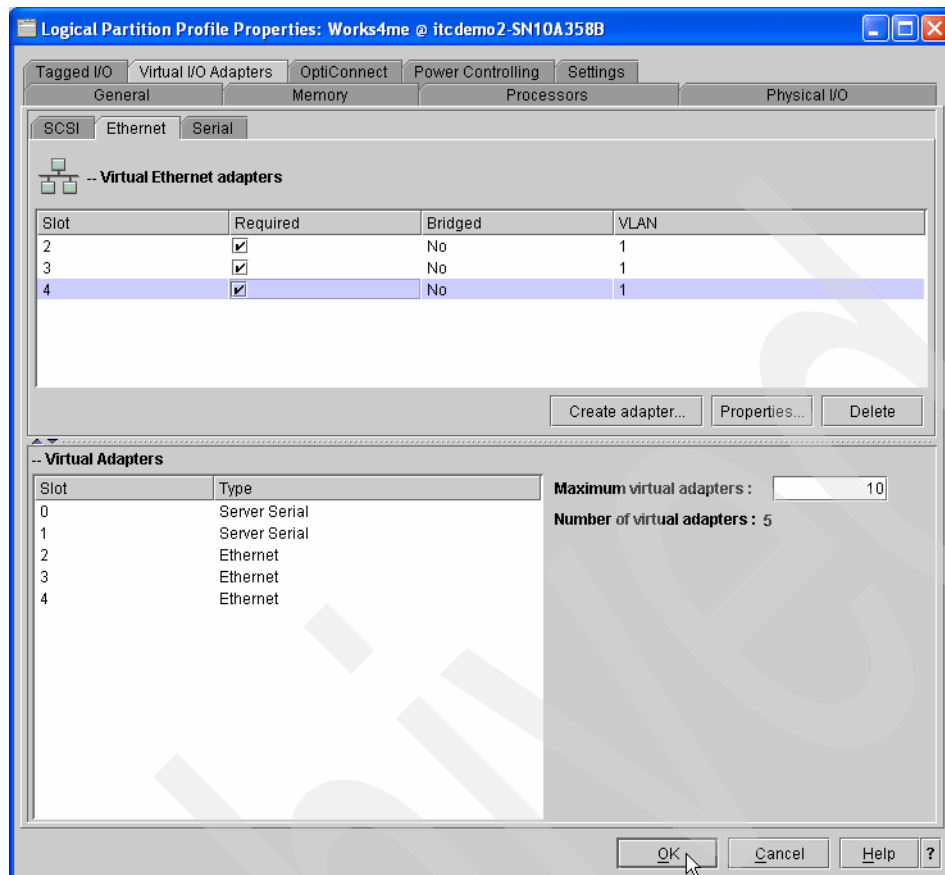 Logical Partition Profile Properties: Works4me @ itcdemo2-SN10A358B
Tagged I/O Virtual I/O Adapters OptiConnect Power Controlling Settings
General Memory Processors Physical I/O
SCSI Ethernet Serial
-- Virtual Ethernet adapters
Slot Required Bridged VLAN
2 No 1
3 No 1
4 No 1
Create adapter... Properties... Delete
-- Virtual Adapters
Slot Type
0 Server Serial
1 Server Serial
2 Ethernet
3 Ethernet
4 Ethernet
Maximum virtual adapters : 10
Number of virtual adapters : 5
OK Cancel Help ?